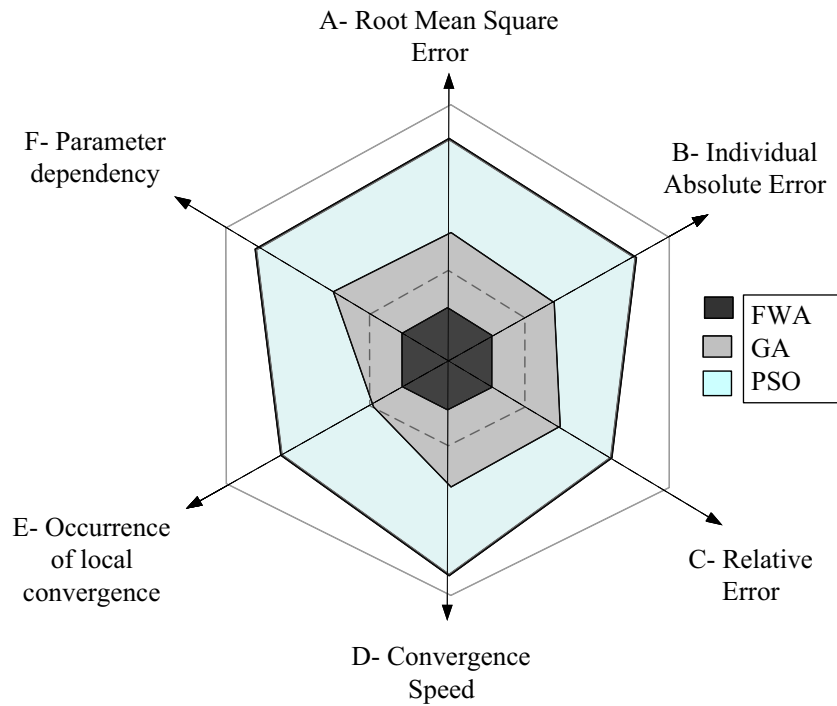 A- Root Mean Square
Error
F- Parameter
dependency
B- Individual
Absolute Error
FWA
GA
PSO
E- Occurrence
of local
convergence
C- Relative
Error
D- Convergence
Speed